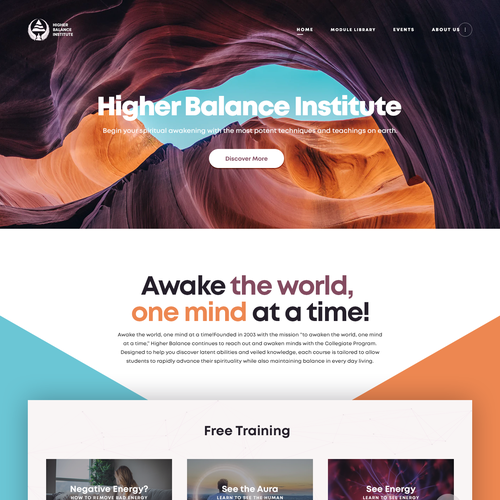 HIGHER
BALANCE
INSTITUTE
HOME
MODULE LIBRARY
EVENTS
ABOUT US
Higher Balance Institute
Begin your spiritual awakening with the most potent techniques and teachings on earth.
Discover More
Awake the world,
one mind at a time!
Awake the world, one mind at a time!Founded in 2003 with the mission "to awaken the world, one mind
at a time," Higher Balance continues to reach out and awaken minds with the Collegiate Program.
Designed to help you discover latent abilities and veiled knowledge, each course is tailored to allow
students to rapidly advance their spirituality while also maintaining balance in every day living.
Free Training
Negative Energy?
HOW TO REMOVE BAD ENERGY
See the Aura
LEARN TO SEE THE HUMAN
See Energy
LEARN TO SEE ENERGY